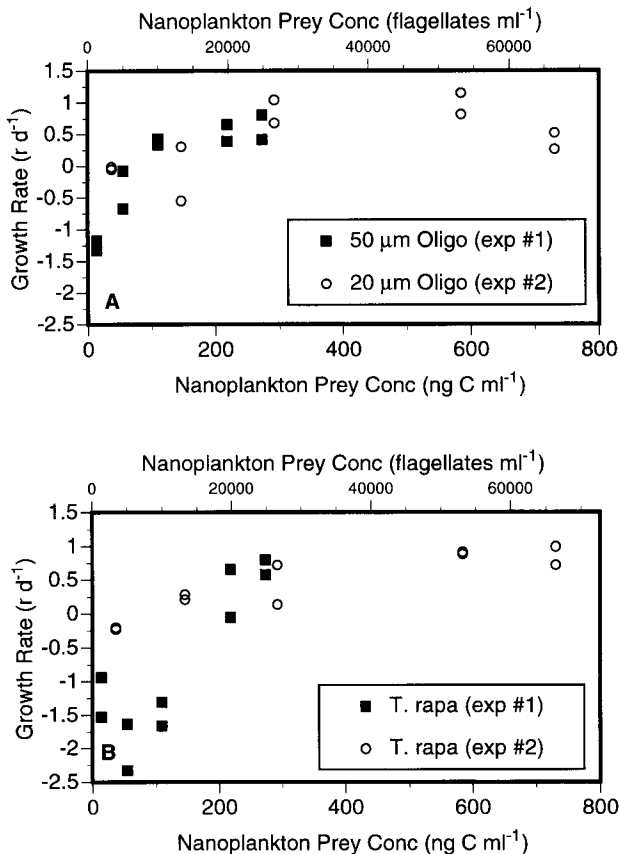 Nanoplankton Prey Conc (flagellates ml-1)
0 20000 40000 60000
1.5
1
0.5
0
-0.5
-1
-1.5
-2
-2.5
Growth Rate (r d-1)
50 μm Oligo (exp #1)
20 μm Oligo (exp #2)
A
0 200 400 600 800
Nanoplankton Prey Conc (ng C ml-1)
Nanoplankton Prey Conc (flagellates ml-1)
0 20000 40000 60000
1.5
1
0.5
0
-0.5
-1
-1.5
-2
-2.5
Growth Rate (r d-1)
T. rapa (exp #1)
T. rapa (exp #2)
B
0 200 400 600 800
Nanoplankton Prey Conc (ng C ml-1)